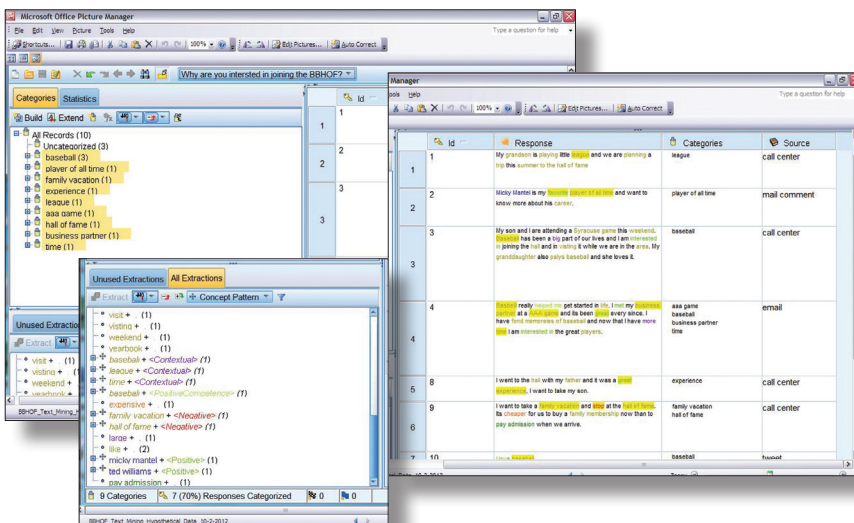 Microsoft Office Picture Manager
File Edit View Picture Tools Help
Type a question for help
Shortcuts... 100% Edit Pictures... Auto Correct
Why are you intersted in joining the BBHOF?
Categories Statistics
Build Extend
All Records (10)
Uncategorized (3)
baseball (3)
player of all time (1)
family vacation (1)
experience (1)
league (1)
aaa game (1)
hall of fame (1)
business partner (1)
time (1)
Id
1 1
2 2
3 3
Unused Extractio
Extract
visit + . (1)
visting + . (1)
weekend +
yearbook +
BBHOF_Text_Mining_H
Unused Extractions All Extractions
Extract Concept Pattern
visit + . (1)
visting + . (1)
weekend + . (1)
yearbook + . (1)
baseball + <Contextual> (1)
league + <Contextual> (1)
time + <Contextual> (1)
baseball + <PositiveCompetence> (1)
expensive + . (1)
family vacation + <Negative> (1)
hall of fame + <Negative> (1)
large + . (1)
like + . (2)
micky mantel + <Positive> (1)
ted williams + <Positive> (1)
pay admission + . (1)
9 Categories 7 (70%) Responses Categorized 0 0
BBHOF_Text_Mining_Hypothetical_Data_10-2-2012
Manager
ools Help
Type a question for help
100% Edit Pictures... Auto Correct
Id Response Categories Source
1 1 My grandson is playing little league and we are planning a league call center
trip this summer to the hall of fame
2 2 Micky Mantel is my favorite player of all time and want to player of all time mail comment
know more about his career.
3 3 My son and I are attending a Syracuse game this weekend. baseball call center
Baseball has been a big part of our lives and I am interested
in joining the hall and in visting it while we are in the area. My
granddaughter also palys baseball and she loves it.
4 4 Baseball really helped me get started in life. I met my business aaa game email
partner at a AAA game and its been great every since. I baseball
have fond memories of baseball and now that I have more business partner
time I am interested in the great players. time
5 8 I went to the hall with my father and it was a great experience call center
experience. I want to take my son.
6 9 I want to take a family vacation and stop at the hall of fame. family vacation call center
Its cheaper for us to buy a family membership now than to hall of fame
pay admission when we arrive.
7 10 I love baseball baseball tweet